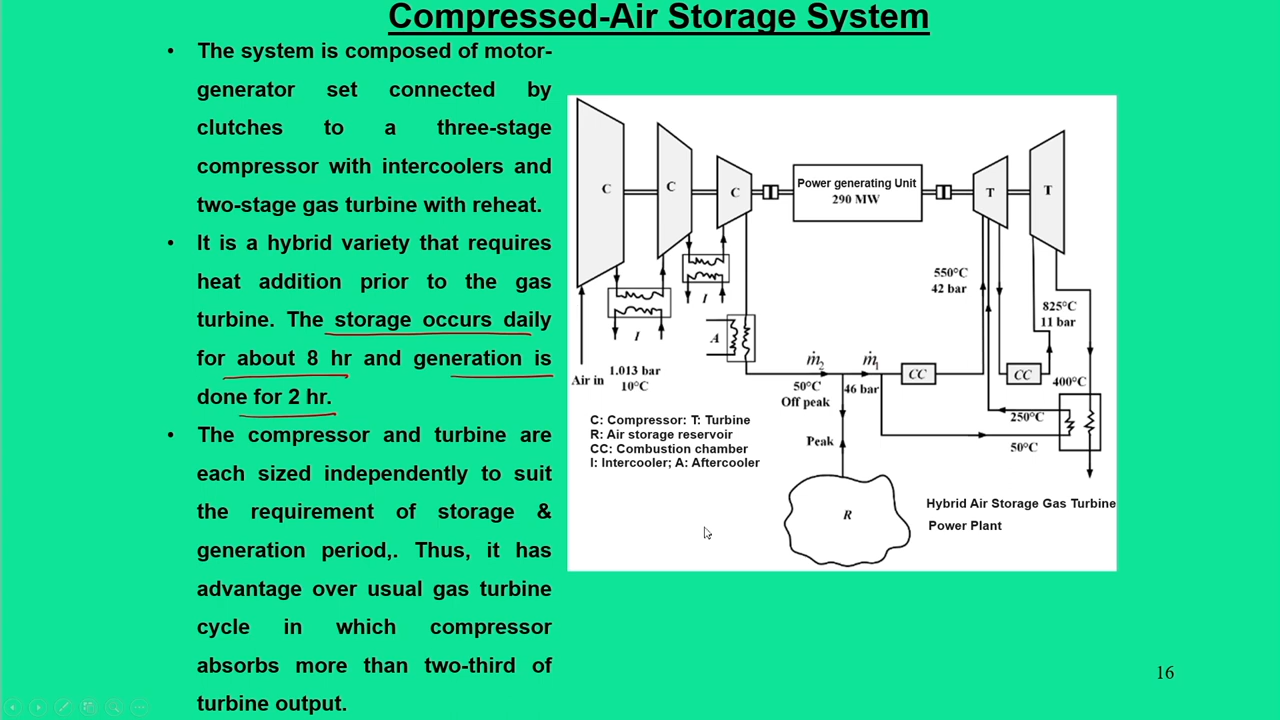 Compressed-Air Storage System
• The system is composed of motor-
generator set connected by
clutches to a three-stage
compressor with intercoolers and
two-stage gas turbine with reheat.
• It is a hybrid variety that requires
heat addition prior to the gas
turbine. The storage occurs daily
for about 8 hr and generation is
done for 2 hr.
• The compressor and turbine are
each sized independently to suit
the requirement of storage &
generation period,. Thus, it has
advantage over usual gas turbine
cycle in which compressor
absorbs more than two-third of
turbine output.
C
C
C
Power generating Unit
290 MW
T
T
I
I
A
Air in
1.013 bar
10°C
550°C
42 bar
825°C
11 bar
ṁ2
ṁ1
50°C
Off peak
46 bar
CC
CC
400°C
250°C
50°C
Peak
R
C: Compressor: T: Turbine
R: Air storage reservoir
CC: Combustion chamber
I: Intercooler; A: Aftercooler
Hybrid Air Storage Gas Turbine
Power Plant
16